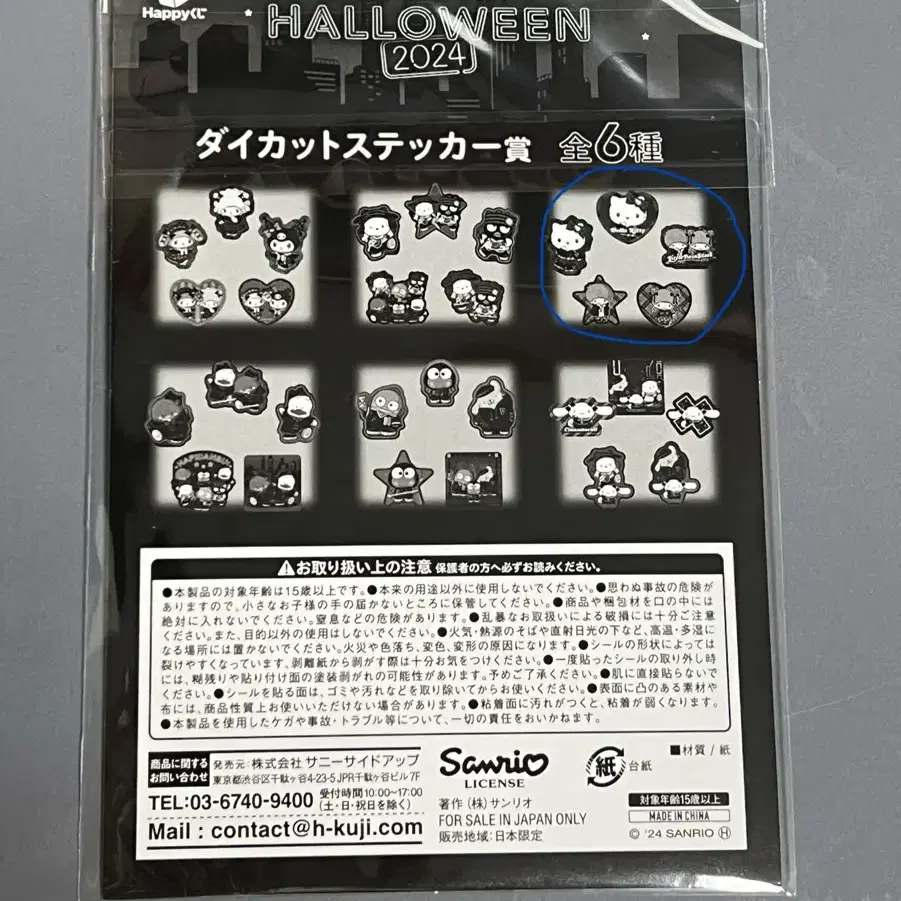 Happyくじ
HALLOWEEN
2024
ダイカットステッカー賞 全6種
Hello Kitty
⚠お取り扱い上の注意 保護者の方へ必ずお読みください。
●本製品の対象年齢は15歳以上です。●本来の用途以外に使用しないでください。●思わぬ事故の危険が
ありますので、小さなお子様の手の届かないところに保管してください。●商品や梱包材を口の中には
絶対に入れないでください。窒息などの危険があります。●乱暴なお取扱いによる破損には十分ご注意
ください。また、目的以外の使用はしないでください。●火気・熱源のそばや直射日光の下など、高温・多湿に
なる場所には置かないでください。火災や色落ち、変色、変形の原因になります。●シールの形状によっては
裂けやすくなっています、剥離紙から剥がす際は十分お気をつけください。●一度貼ったシールの取り外し時
には、糊残りや貼り付け面の塗装剥がれの可能性があります。予めご了承ください。●肌に直接貼らないで
ください。●シールを貼る面は、ゴミや汚れなどを取り除いてからお使いください。●表面に凸のある素材や
布には、商品性質上お使いいただけない場合があります。●粘着面に汚れがつくと、粘着が弱くなります。
●本製品を使用したケガや事故・トラブル等について、一切の責任をおいかねます。
商品に関する
お問い合わせ
発売元:株式会社 サニーサイドアップ
東京都渋谷区千駄ヶ谷4-23-5 JPR千駄ヶ谷ビル7F
TEL:03-6740-9400 受付時間10:00~17:00
(土・日・祝日を除く)
Mail : contact@h-kuji.com
Sanrio
LICENSE
著作 (株) サンリオ
FOR SALE IN JAPAN ONLY
販売地域:日本限定
紙 台紙
■材質/紙
対象年齢15歳以上
MADE IN CHINA
© '24 SANRIO Ⓗ